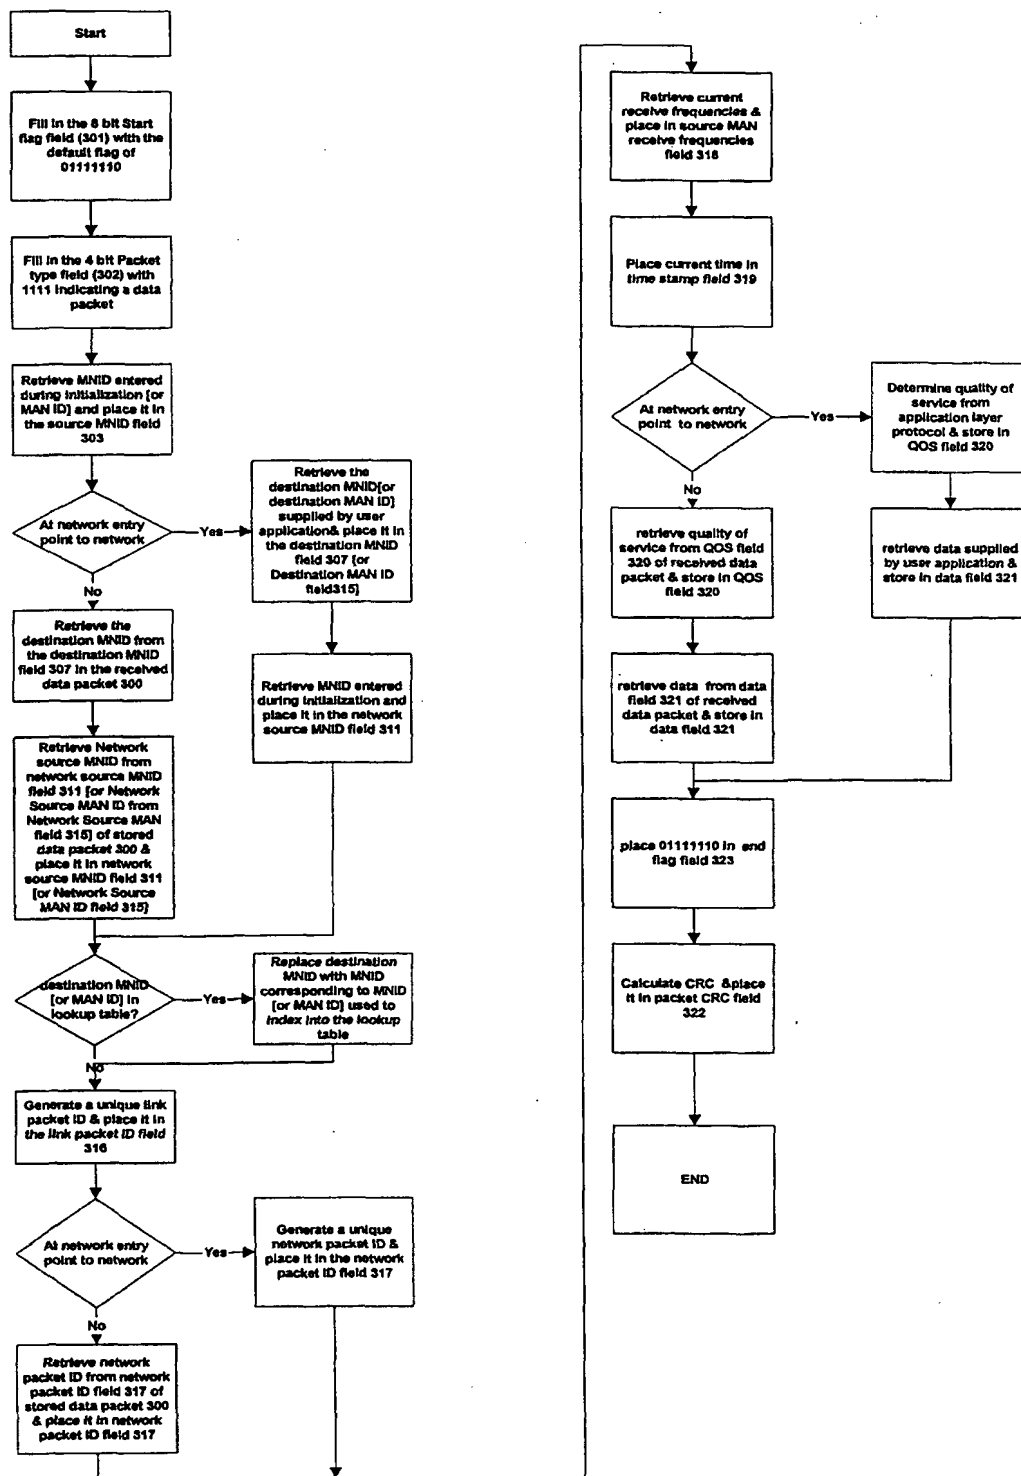 Start
Fill in the 8 bit Start
flag field (301) with the
default flag of
01111110
Fill in the 4 bit Packet
type field (302) with
1111 indicating a data
packet
Retrieve MNID entered
during initialization [or
MAN ID] and place it in
the source MNID field
303
At network entry
point to network
Yes
Retrieve the
destination MNID[or
destination MAN ID]
supplied by user
application& place it in
the destination MNID
field 307 [or
Destination MAN ID
field315]
No
Retrieve the
destination MNID from
the destination MNID
field 307 in the received
data packet 300
Retrieve MNID entered
during initialization and
place it in the network
source MNID field 311
Retrieve Network
source MNID from
network source MNID
field 311 [or Network
Source MAN ID from
Network Source MAN
field 315] of stored
data packet 300 &
place it in network
source MNID field 311
[or Network Source
MAN ID field 315]
destination MNID
[or MAN ID] in
lookup table?
Yes
Replace destination
MNID with MNID
corresponding to MNID
[or MAN ID] used to
index into the lookup
table
No
Generate a unique link
packet ID & place it in
the link packet ID field
316
At network entry
point to network
Yes
Generate a unique
network packet ID &
place it in the network
packet ID field 317
No
Retrieve network
packet ID from network
packet ID field 317 of
stored data packet 300
& place it in network
packet ID field 317
Retrieve current
receive frequencies &
place in source MAN
receive frequencies
field 318
Place current time in
time stamp field 319
At network entry
point to network
Yes
Determine quality of
service from
application layer
protocol & store in
QOS field 320
No
retrieve quality of
service from QOS field
320 of received data
packet & store in QOS
field 320
retrieve data supplied
by user application &
store in data field 321
retrieve data from data
field 321 of received
data packet & store in
data field 321
place 01111110 in end
flag field 323
Calculate CRC &place
it in packet CRC field
322
END